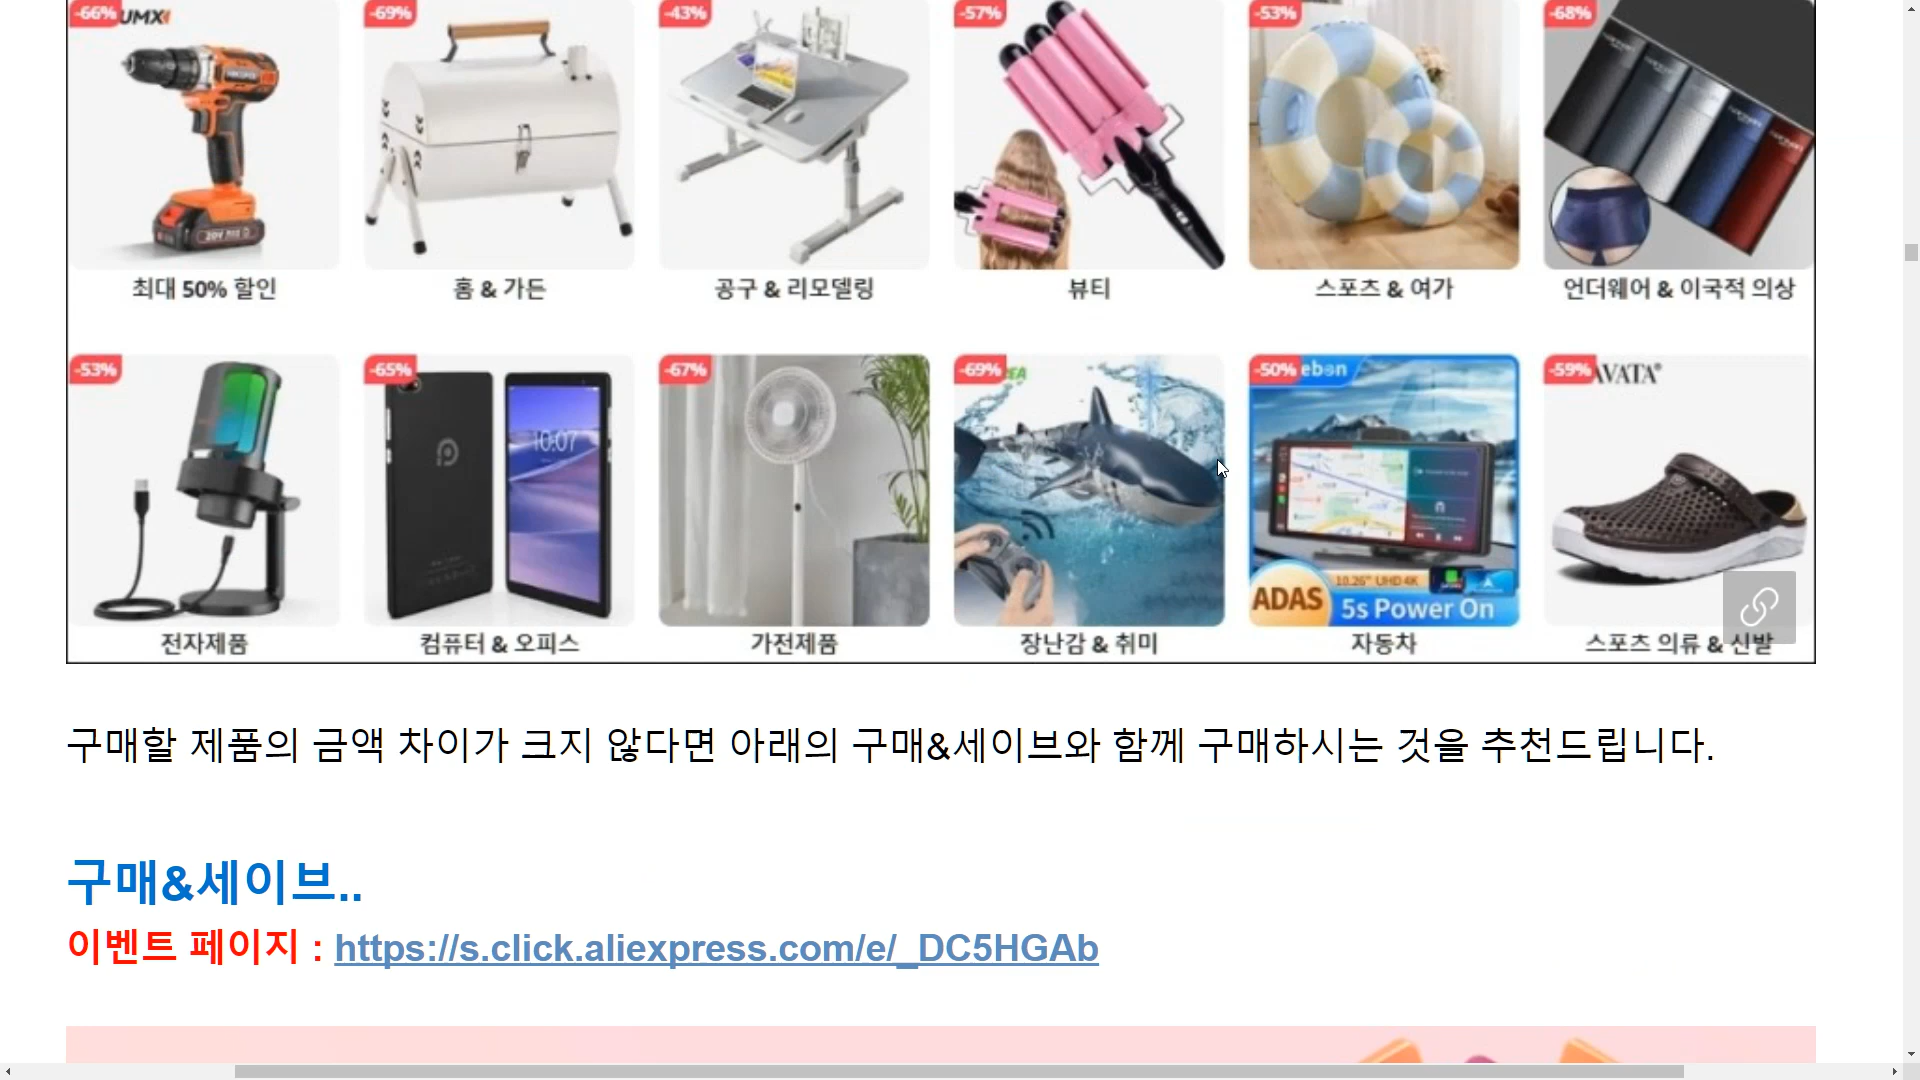 -66%
UMX
-69%
-43%
-57%
-53%
-68%
20V MAX
최대 50% 할인
홈 & 가든
공구 & 리모델링
뷰티
스포츠 & 여가
언더웨어 & 이국적 의상
-53%
-65%
-67%
-69%
-50%
ebon
-59%
AVATA®
10:07
10.26" UHD 4K
ADAS
5s Power On
전자제품
컴퓨터 & 오피스
가전제품
장난감 & 취미
자동차
스포츠 의류 & 신발
구매할 제품의 금액 차이가 크지 않다면 아래의 구매&세이브와 함께 구매하시는 것을 추천드립니다.
구매&세이브..
이벤트 페이지 : https://s.click.aliexpress.com/e/_DC5HGAb